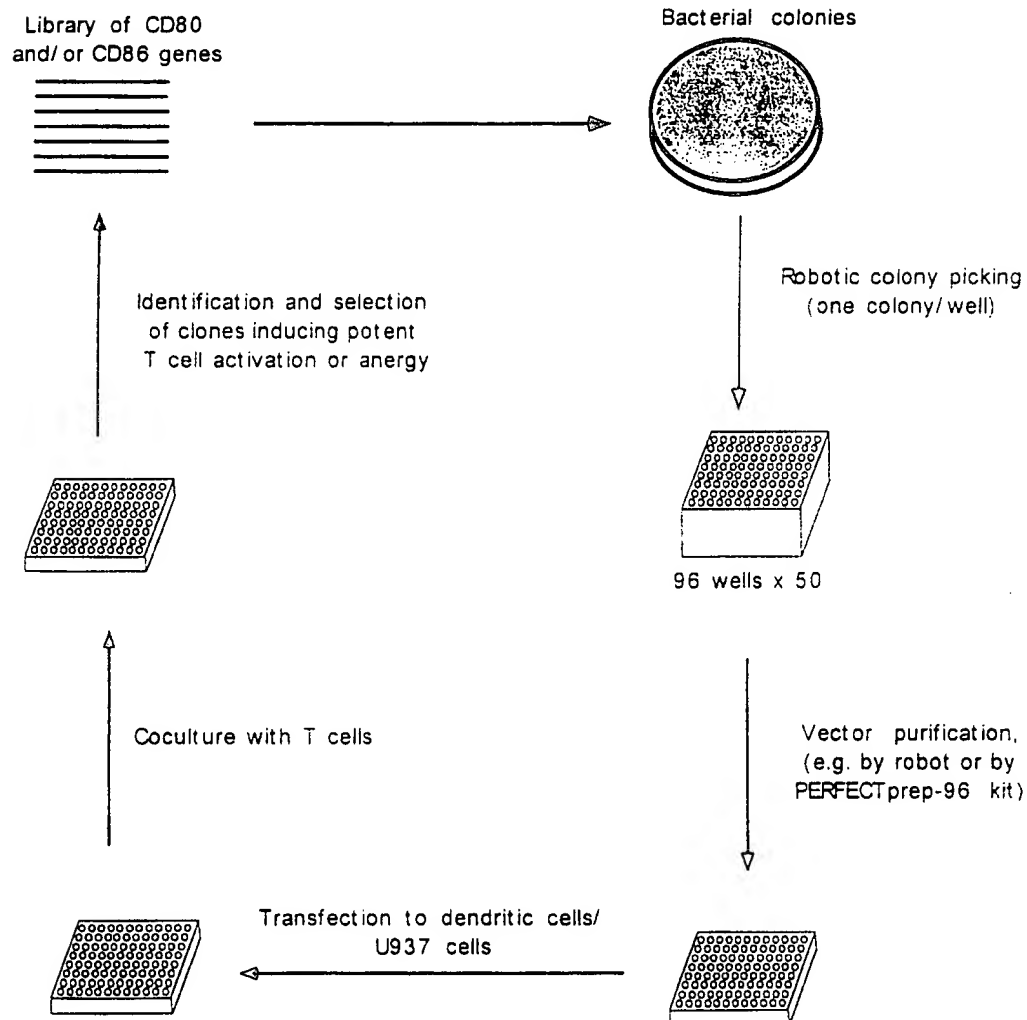 Library of CD80
and/or CD86 genes
Bacterial colonies
Robotic colony picking
(one colony/well)
Identification and selection
of clones inducing potent
T cell activation or anergy
96 wells x 50
Coculture with T cells
Vector purification,
(e.g. by robot or by
PERFECTprep-96 kit)
Transfection to dendritic cells/
U937 cells